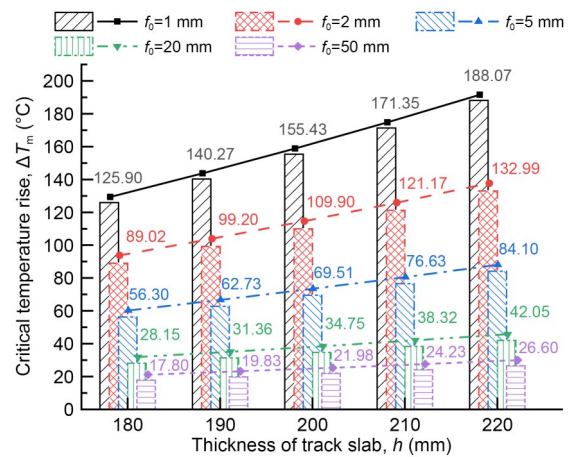 f₀=1 mm f₀=2 mm f₀=5 mm
f₀=20 mm f₀=50 mm
Critical temperature rise, ΔTₘ (°C)
200
180
160
140
120
100
80
60
40
20
0
125.90 140.27 155.43 171.35 188.07
89.02 99.20 109.90 121.17 132.99
56.30 62.73 69.51 76.63 84.10
28.15 31.36 34.75 38.32 42.05
17.80 19.83 21.98 24.23 26.60
180 190 200 210 220
Thickness of track slab, h (mm)